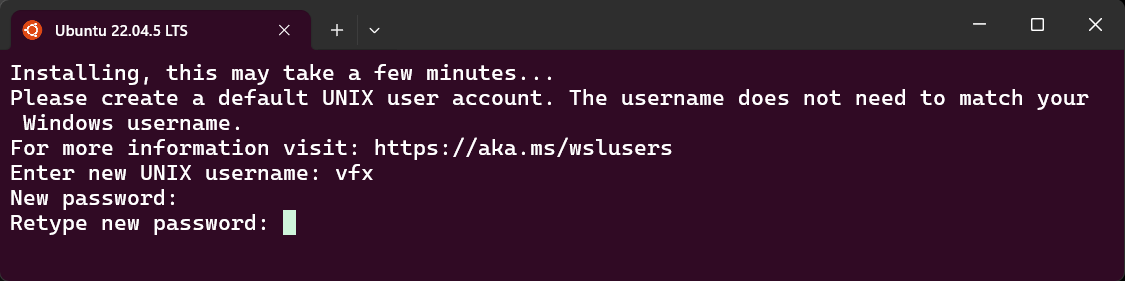 Ubuntu 22.04.5 LTS
Installing, this may take a few minutes...
Please create a default UNIX user account. The username does not need to match your
Windows username.
For more information visit: https://aka.ms/wslusers
Enter new UNIX username: vfx
New password:
Retype new password: